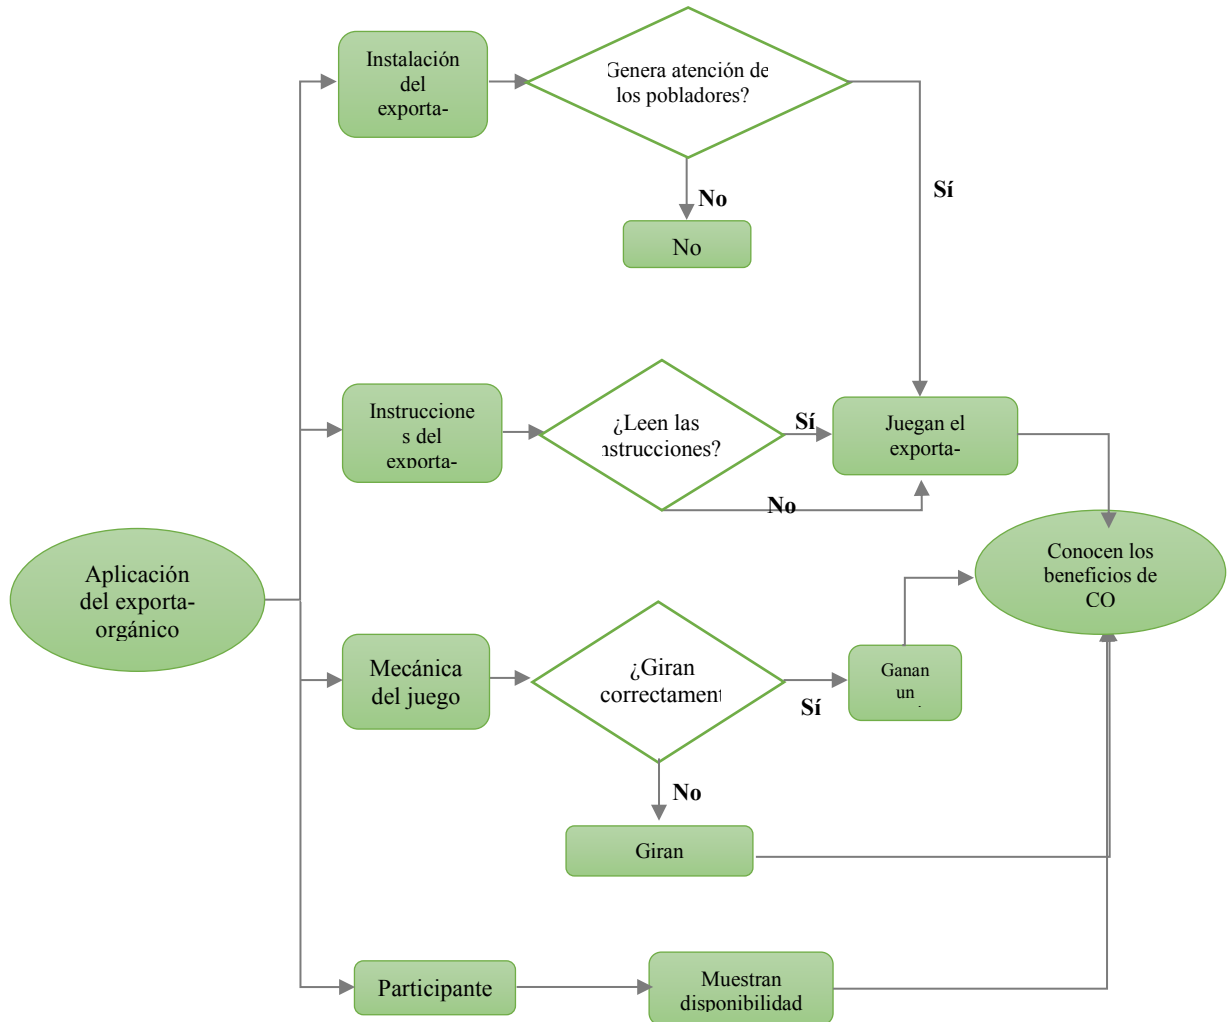 Instalación
del
exporta-
Genera atención de
los pobladores?
No
Sí
No
Instruccione
s del
exporta-
¿Leen las
nstrucciones?
Sí
No
Juegan el
exporta-
Aplicación
del exporta-
orgánico
Conocen los
beneficios de
CO
Mecánica
del juego
¿Giran
correctament
Sí
Ganan
un
No
Giran
Participante
Muestran
disponibilidad